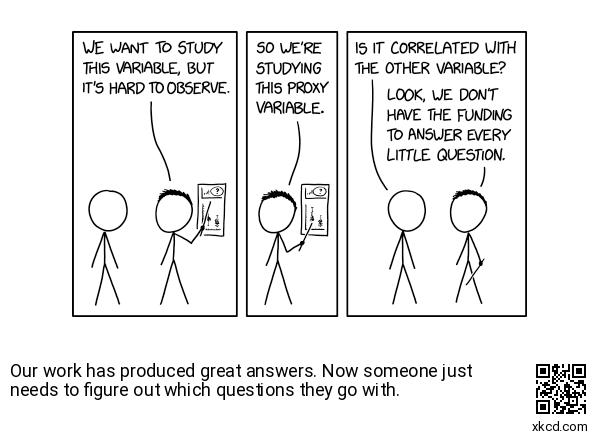 WE WANT TO STUDY
THIS VARIABLE, BUT
IT'S HARD TO OBSERVE.
SO WE'RE
STUDYING
THIS PROXY
VARIABLE.
IS IT CORRELATED WITH
THE OTHER VARIABLE?
LOOK, WE DON'T
HAVE THE FUNDING
TO ANSWER EVERY
LITTLE QUESTION.
Our work has produced great answers. Now someone just
needs to figure out which questions they go with.
xkcd.com